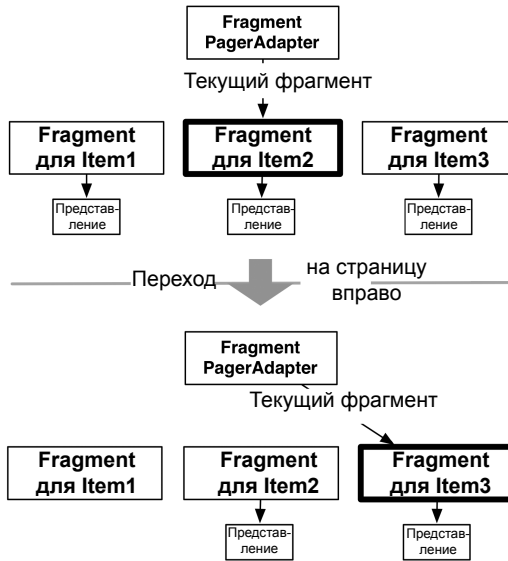 Fragment
PagerAdapter
Текущий фрагмент
Fragment
для Item1
Fragment
для Item2
Fragment
для Item3
Представ-
ление
Представ-
ление
Представ-
ление
Переход
на страницу
вправо
Fragment
PagerAdapter
Текущий фрагмент
Fragment
для Item1
Fragment
для Item2
Fragment
для Item3
Представ-
ление
Представ-
ление